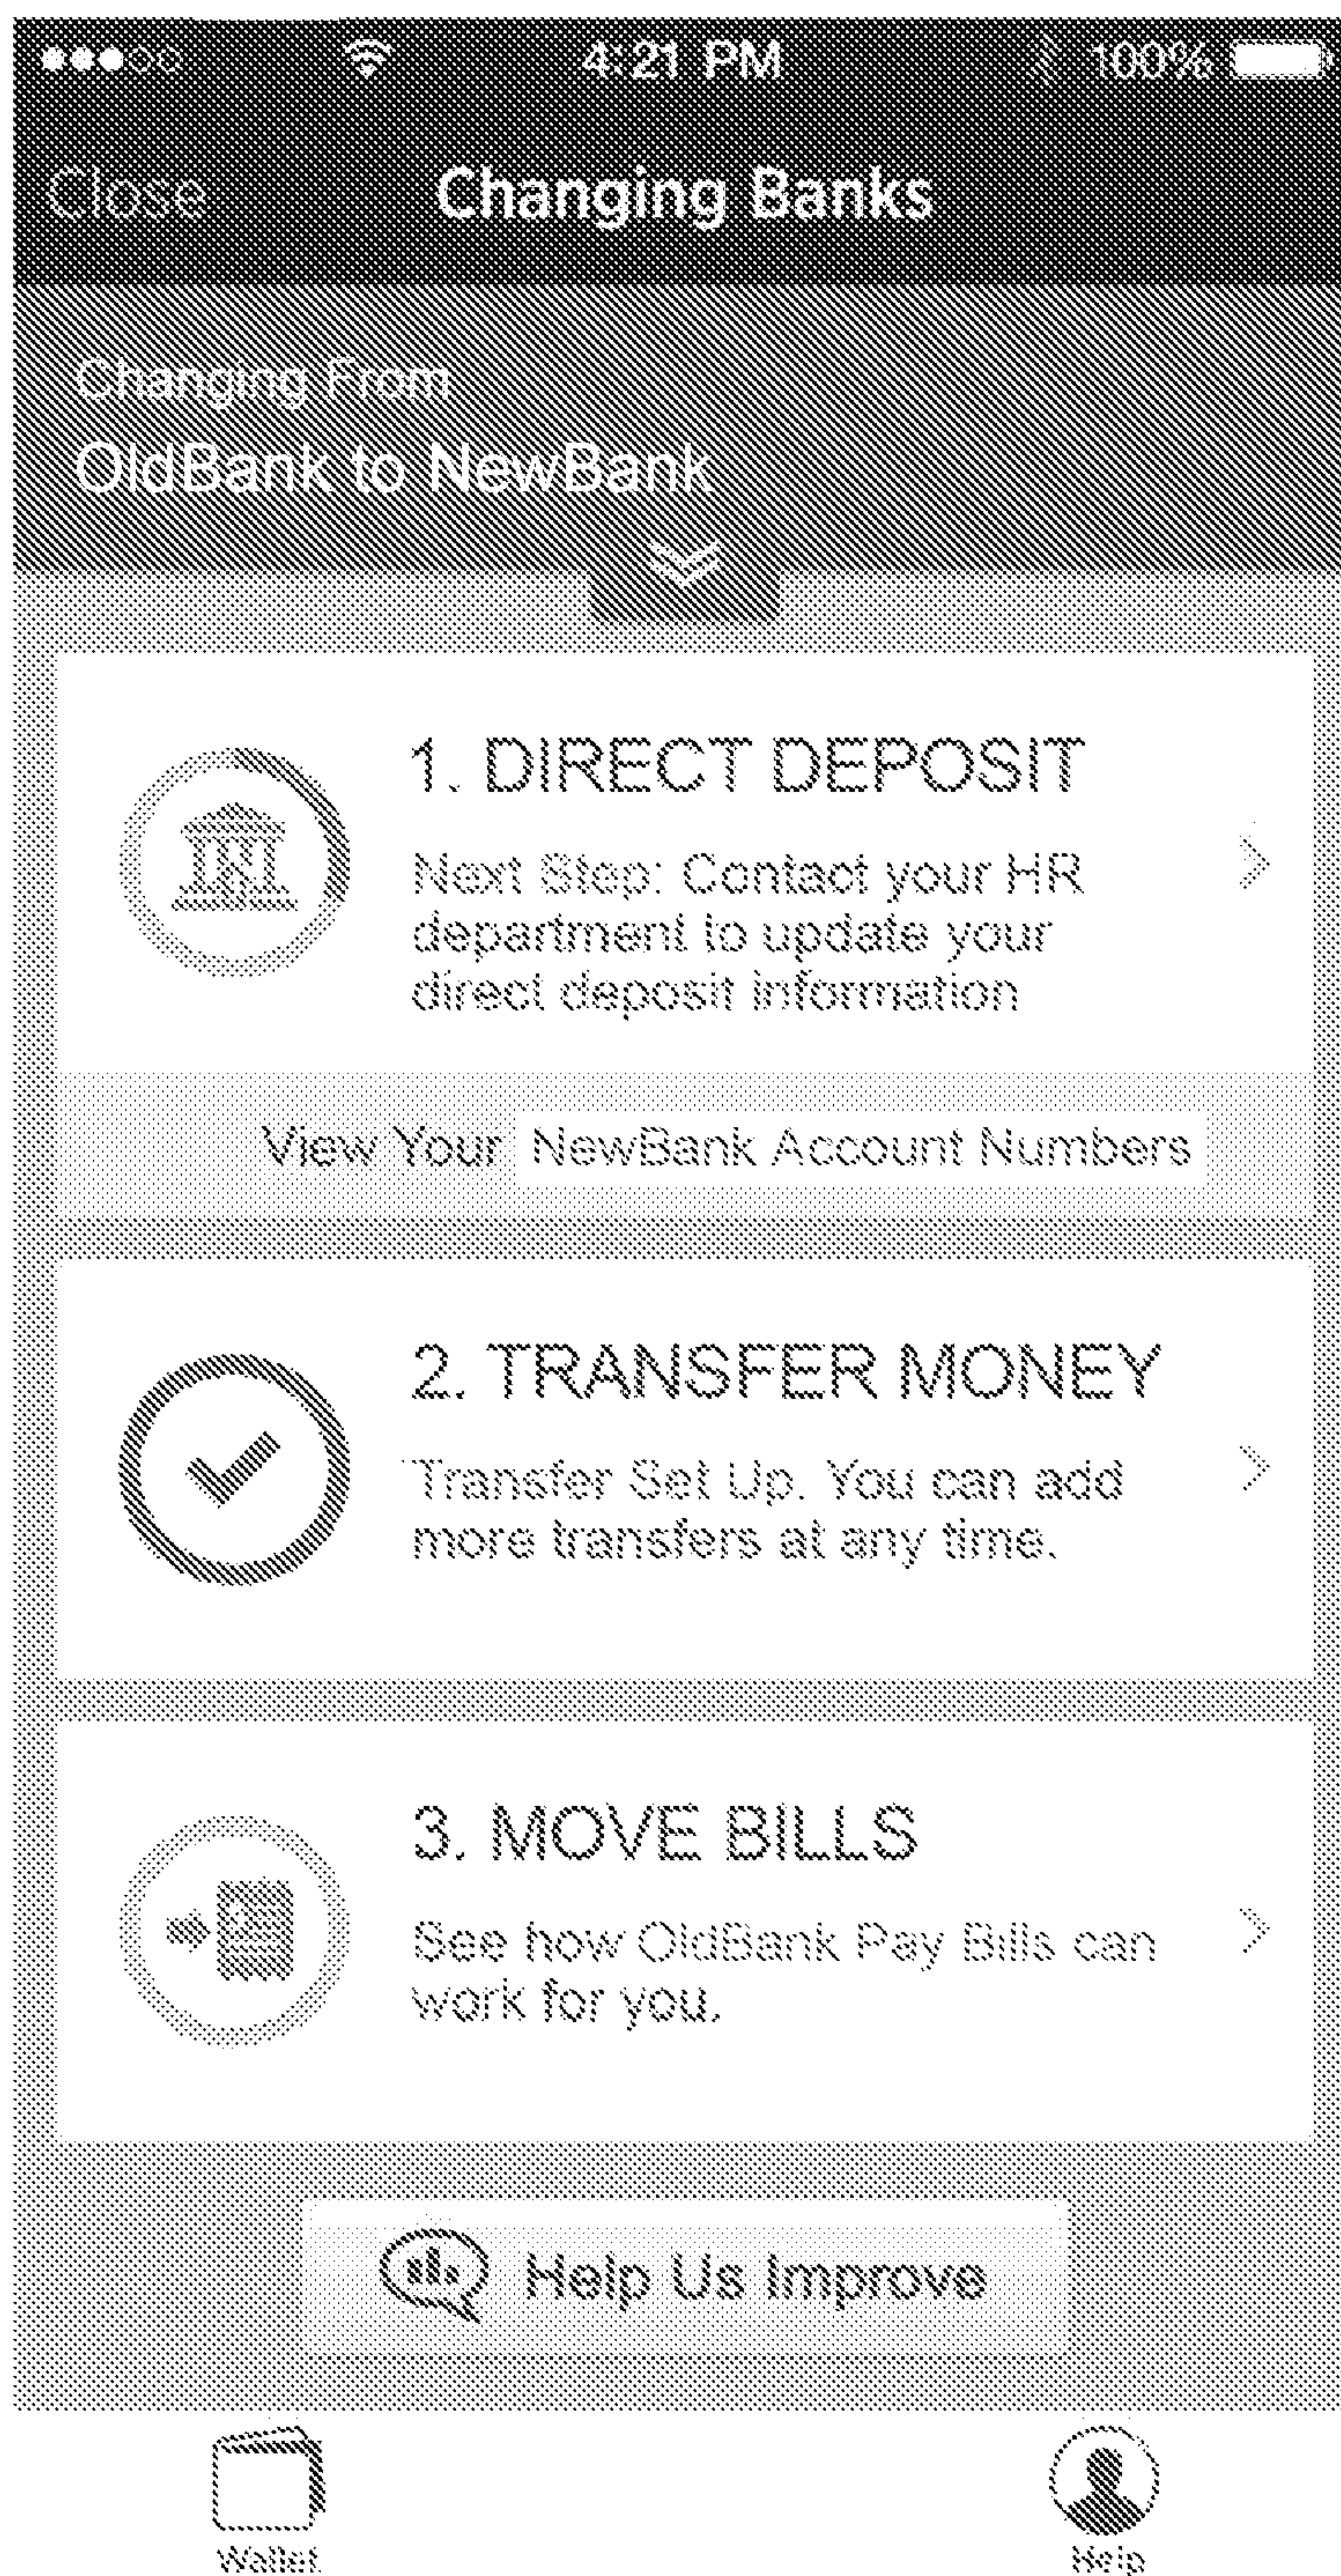 4:21 PM 100%
Close Changing Banks
Changing From
OldBank to NewBank
1. DIRECT DEPOSIT
Next Step: Contact your HR
department to update your
direct deposit information
View Your NewBank Account Numbers
2. TRANSFER MONEY
Transfer Set Up. You can add
more transfers at any time.
3. MOVE BILLS
See how OldBank Pay Bills can
work for you.
Help Us Improve
Wallet Help